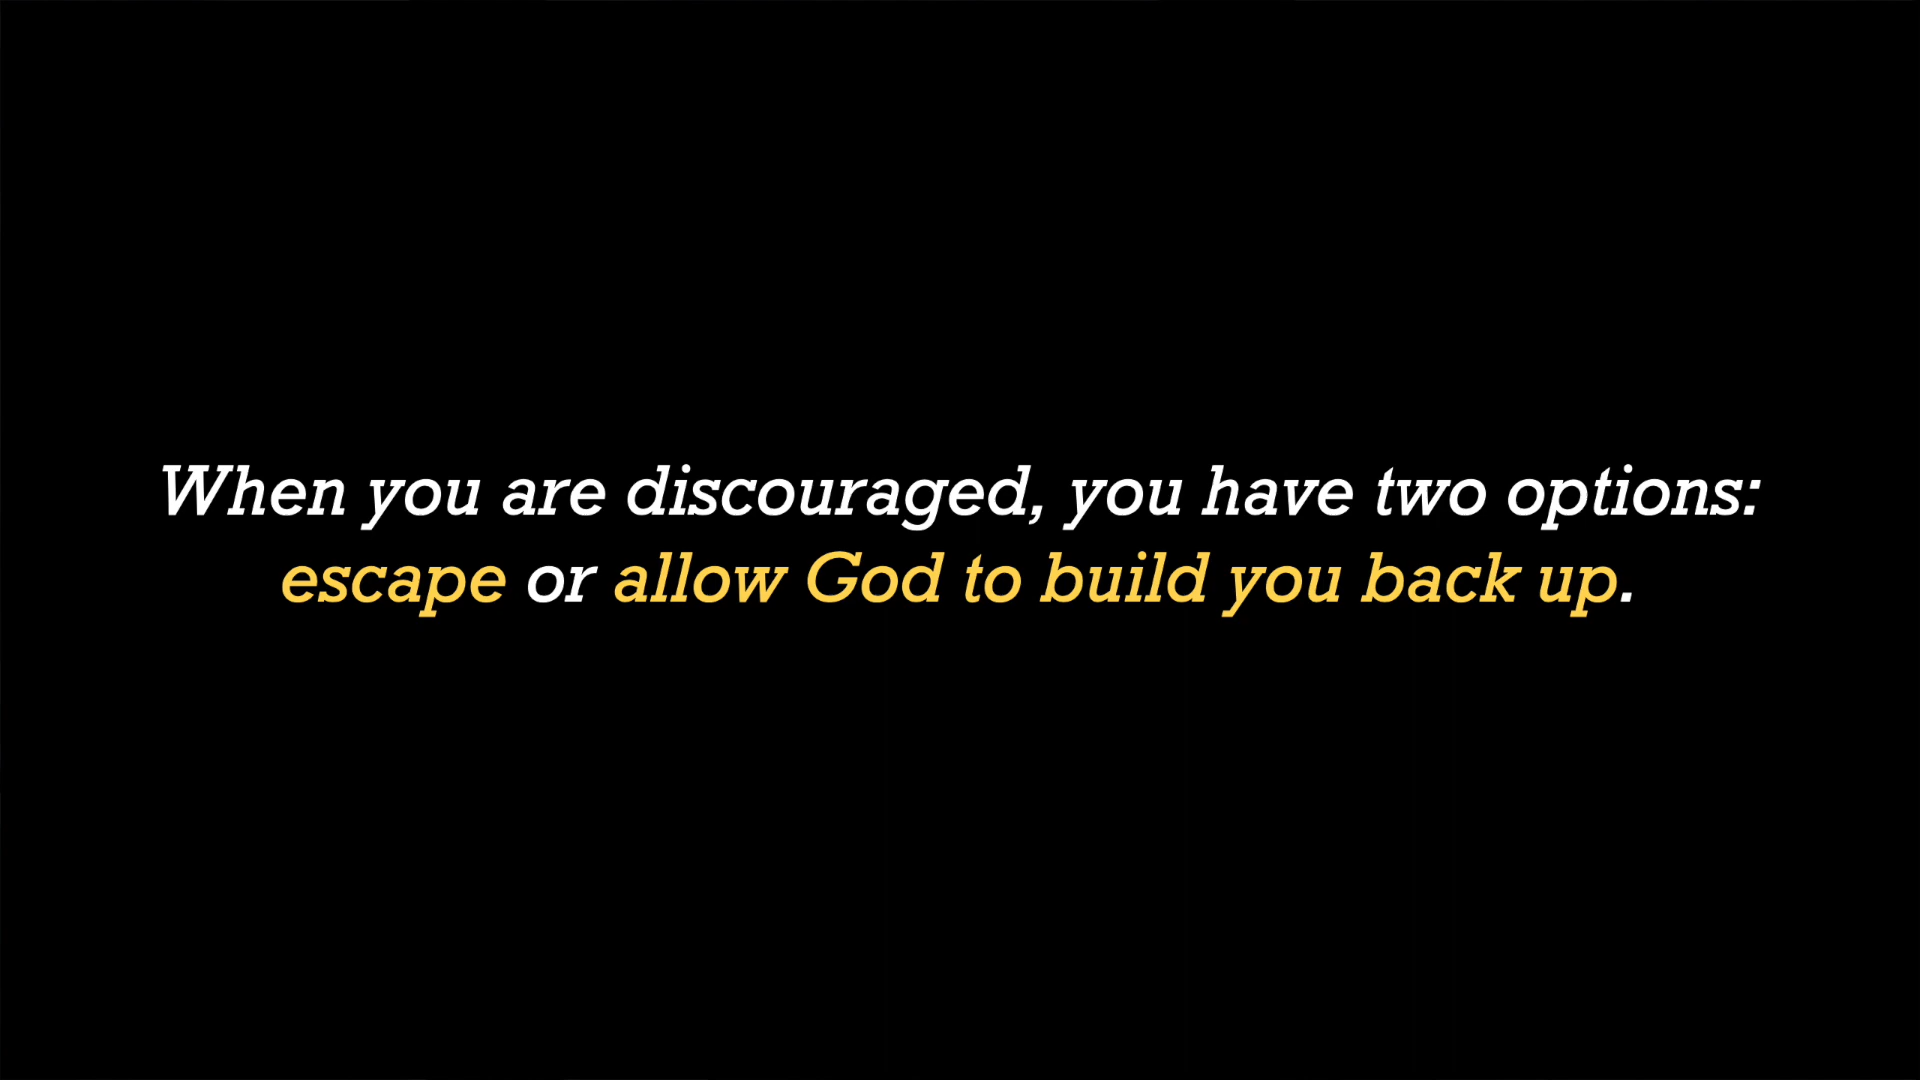 When you are discouraged, you have two options:
escape or allow God to build you back up.